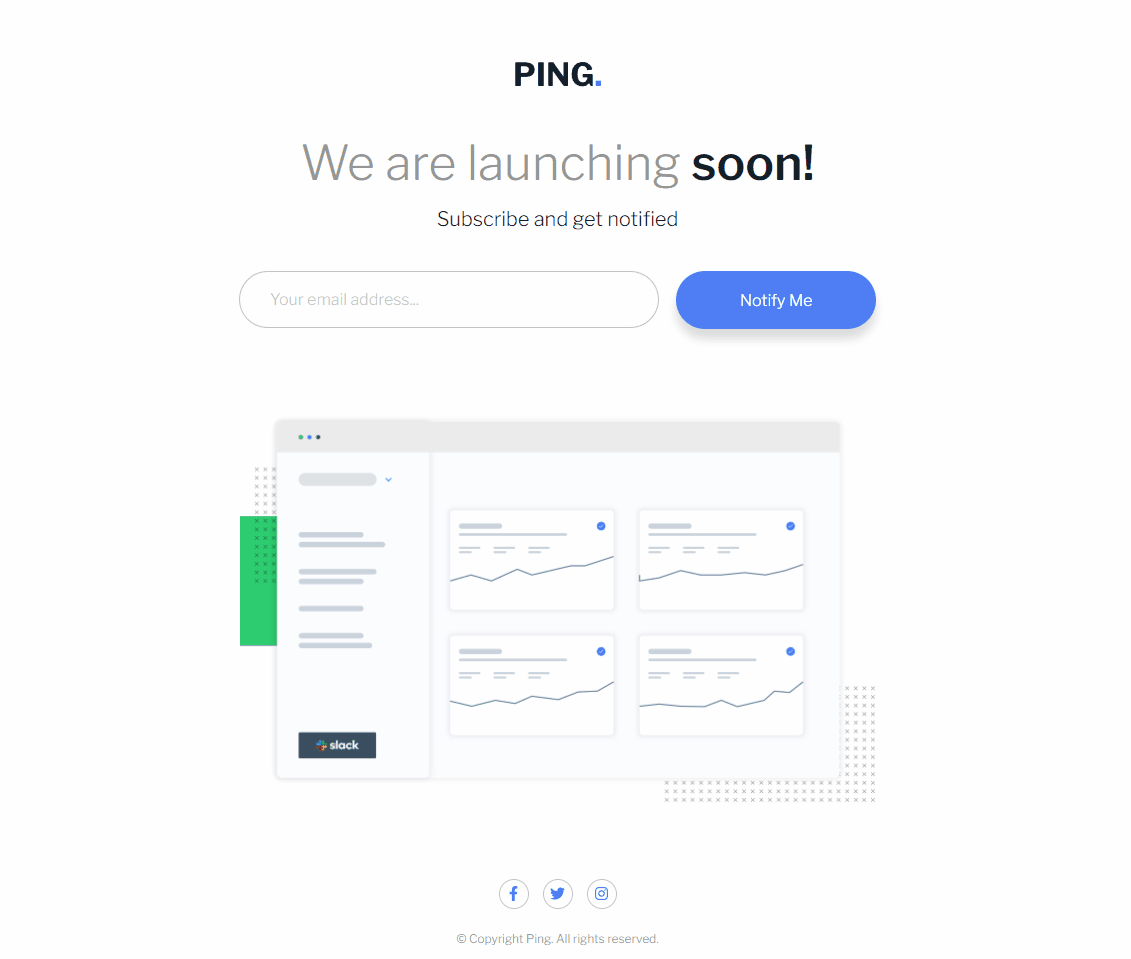 PING.
We are launching soon!
Subscribe and get notified
Your email address...
Notify Me
slack
© Copyright Ping. All rights reserved.